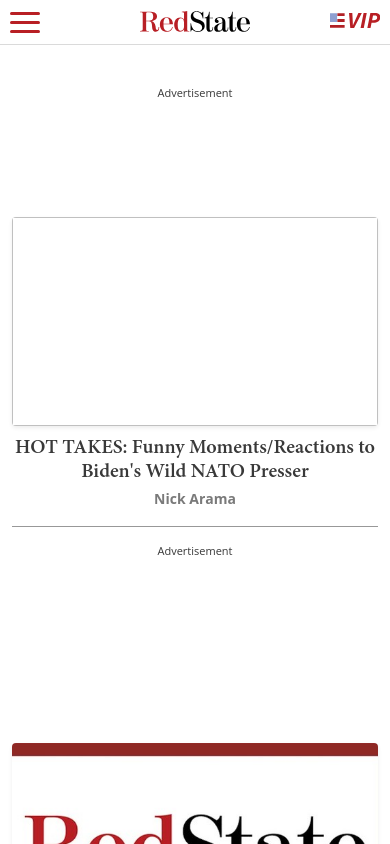 RedState
VIP
Advertisement
HOT TAKES: Funny Moments/Reactions to
Biden's Wild NATO Presser
Nick Arama
Advertisement
RedState